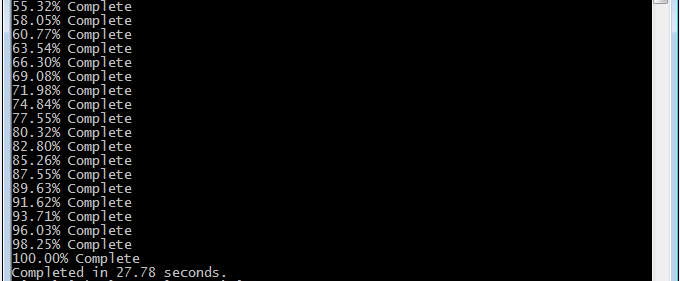 55.32% Complete
58.05% Complete
60.77% Complete
63.54% Complete
66.30% Complete
69.08% Complete
71.98% Complete
74.84% Complete
77.55% Complete
80.32% Complete
82.80% Complete
85.26% Complete
87.55% Complete
89.63% Complete
91.62% Complete
93.71% Complete
96.03% Complete
98.25% Complete
100.00% Complete
Completed in 27.78 seconds.